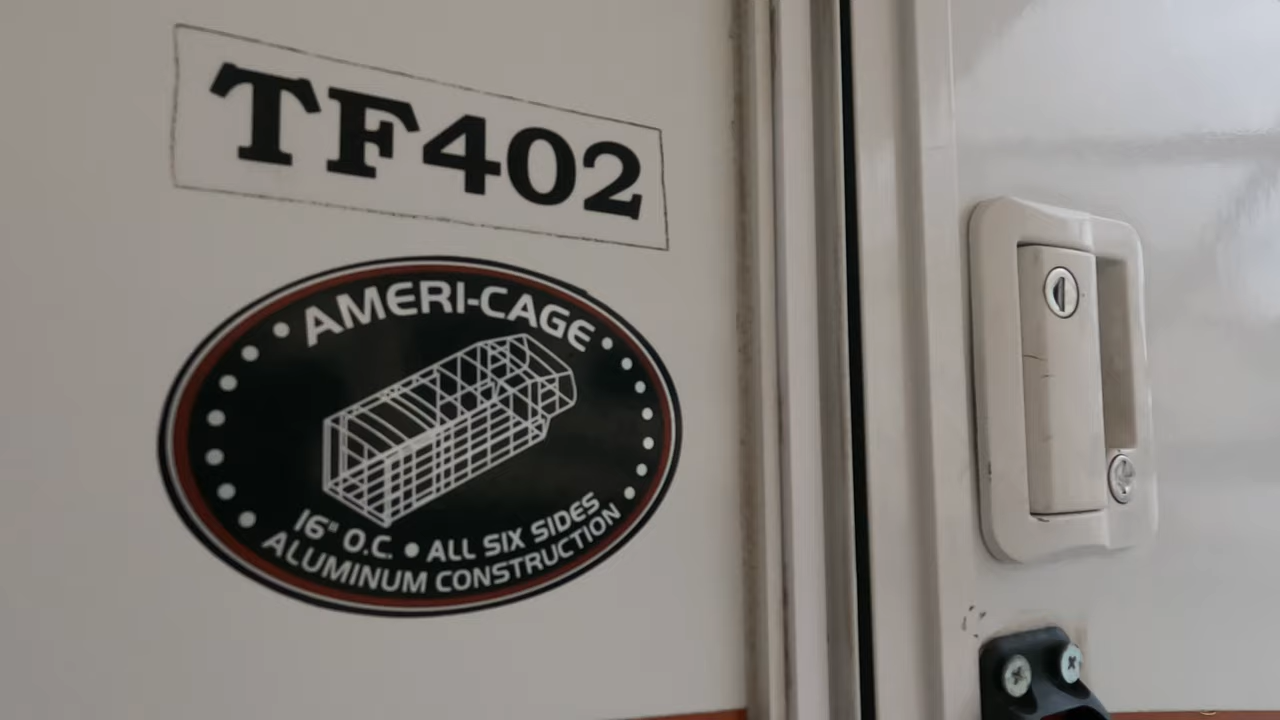 TF402
AMERI-CAGE
16" O.C. • ALL SIX SIDES
ALUMINUM CONSTRUCTION